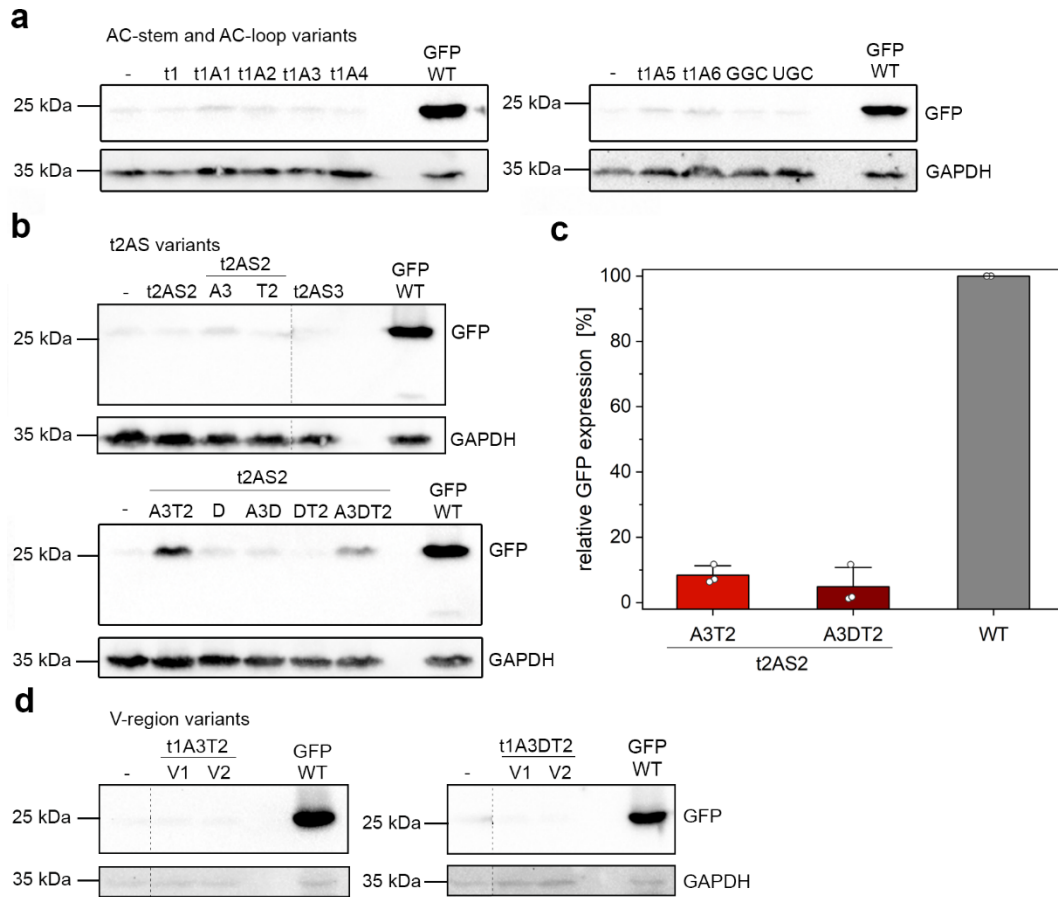 a
AC-stem and AC-loop variants
- t1 t1A1 t1A2 t1A3 t1A4 GFP WT
25 kDa
35 kDa
- t1A5 t1A6 GGC UGC GFP WT
25 kDa GFP
35 kDa GAPDH
b
t2AS variants
t2AS2 GFP
- t2AS2 A3 T2 t2AS3 WT
25 kDa GFP
35 kDa GAPDH
t2AS2 GFP
- A3T2 D A3D DT2 A3DT2 WT
25 kDa GFP
35 kDa GAPDH
c
relative GFP expression [%]
100
80
60
40
20
0
A3T2 A3DT2 WT
t2AS2
d
V-region variants
t1A3T2 GFP
- V1 V2 WT
25 kDa
35 kDa
t1A3DT2 GFP
- V1 V2 WT
25 kDa GFP
35 kDa GAPDH